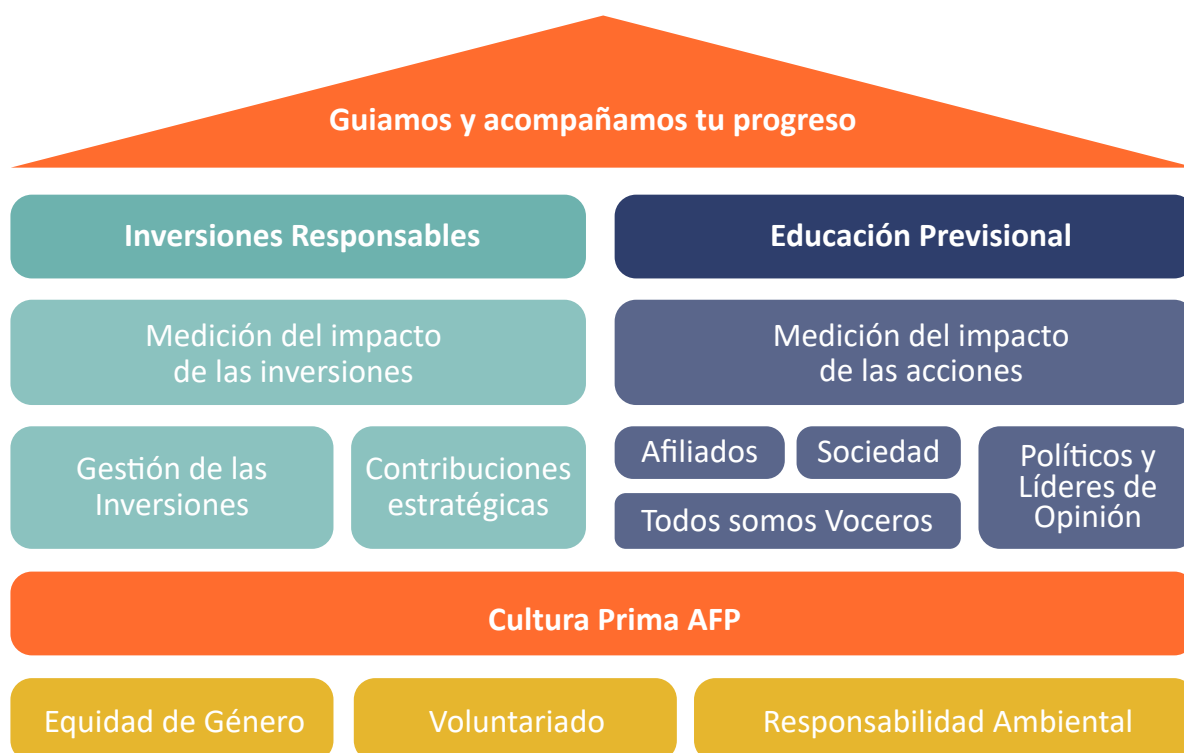 Guiamos y acompañamos tu progreso
Inversiones Responsables
Educación Previsional
Medición del impacto
de las inversiones
Medición del impacto
de las acciones
Gestión de las
Inversiones
Contribuciones
estratégicas
Afiliados
Sociedad
Todos somos Voceros
Políticos y
Líderes de
Opinión
Cultura Prima AFP
Equidad de Género
Voluntariado
Responsabilidad Ambiental